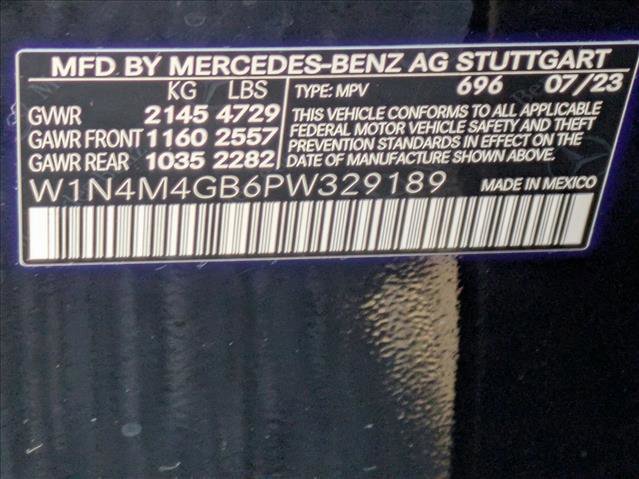 MFD BY MERCEDES-BENZ AG STUTTGART
KG LBS TYPE: MPV 696 07/23
GVWR 2145 4729
GAWR FRONT 1160 2557
GAWR REAR 1035 2282
THIS VEHICLE CONFORMS TO ALL APPLICABLE
FEDERAL MOTOR VEHICLE SAFETY AND THEFT
PREVENTION STANDARDS IN EFFECT ON THE
DATE OF MANUFACTURE SHOWN ABOVE.
W1N4M4GB6PW329189 MADE IN MEXICO